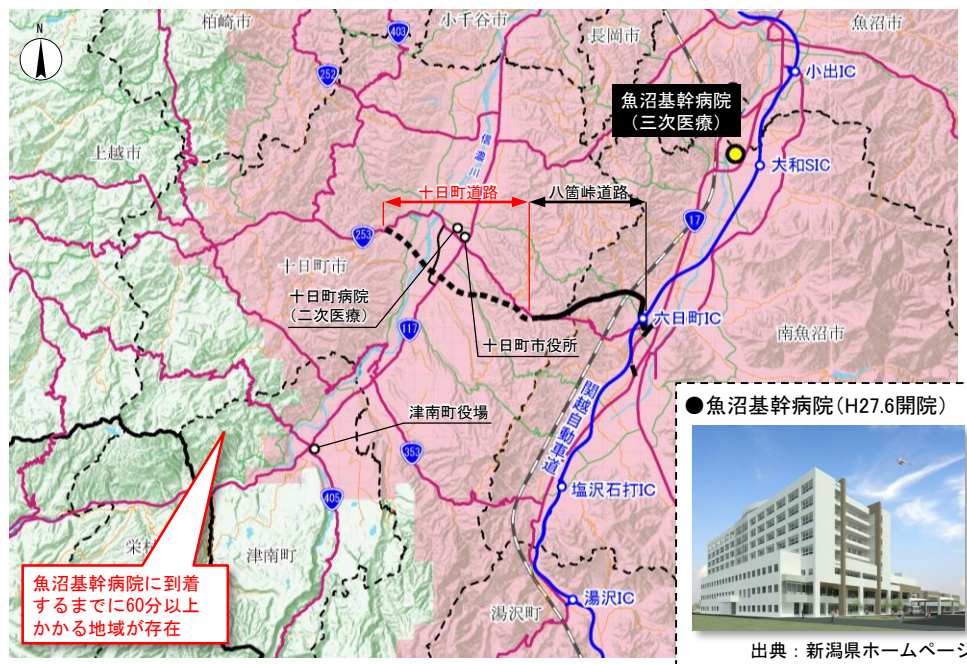 柏崎市
小千谷市
長岡市
魚沼市
N
403
252
小出IC
魚沼基幹病院
（三次医療）
上越市
信濃川
大和SIC
十日町道路
八箇峠道路
17
253
十日町市
十日町病院
（二次医療）
117
十日町市役所
六日町IC
南魚沼市
関越自動車道
津南町役場
353
●魚沼基幹病院（H27.6開院）
405
塩沢石打IC
栄村
津南町
魚沼基幹病院に到着
するまでに60分以上
かかる地域が存在
湯沢町
湯沢IC
出典：新潟県ホームページ